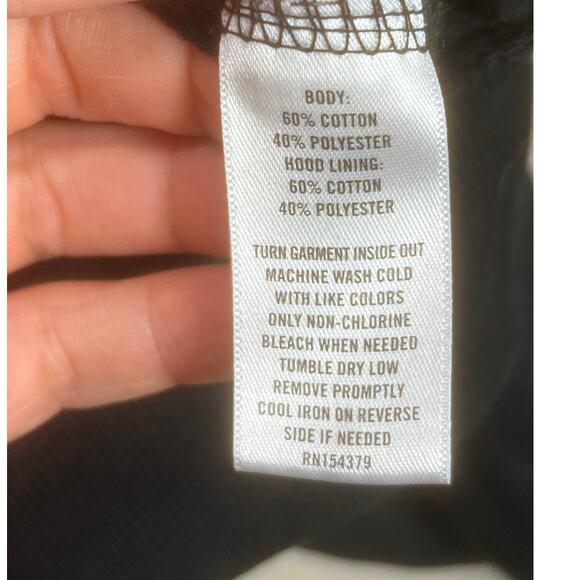 BODY:
60% COTTON
40% POLYESTER
HOOD LINING:
60% COTTON
40% POLYESTER
TURN GARMENT INSIDE OUT
MACHINE WASH COLD
WITH LIKE COLORS
ONLY NON-CHLORINE
BLEACH WHEN NEEDED
TUMBLE DRY LOW
REMOVE PROMPTLY
COOL IRON ON REVERSE
SIDE IF NEEDED
RN154379